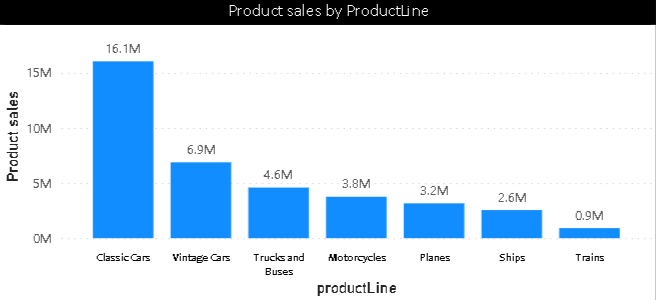 Product sales by ProductLine
16.1M
15M
10M
6.9M
4.6M
3.8M
3.2M
2.6M
0.9M
5M
0M
Product sales
Classic Cars
Vintage Cars
Trucks and
Buses
Motorcycles
Planes
Ships
Trains
productLine